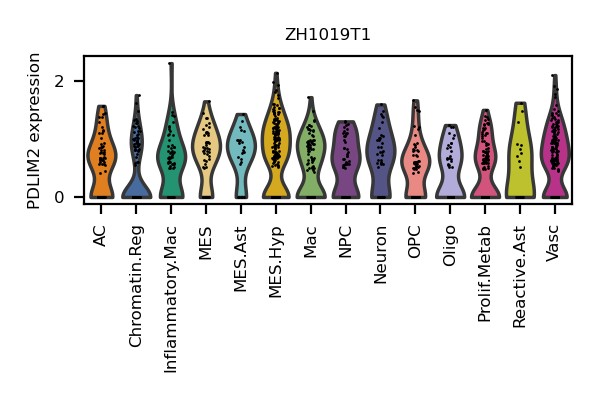 ZH1019T1
PDLIM2 expression
2
0
AC
Chromatin.Reg
Inflammatory.Mac
MES
MES.Ast
MES.Hyp
Mac
NPC
Neuron
OPC
Oligo
Prolif.Metab
Reactive.Ast
Vasc